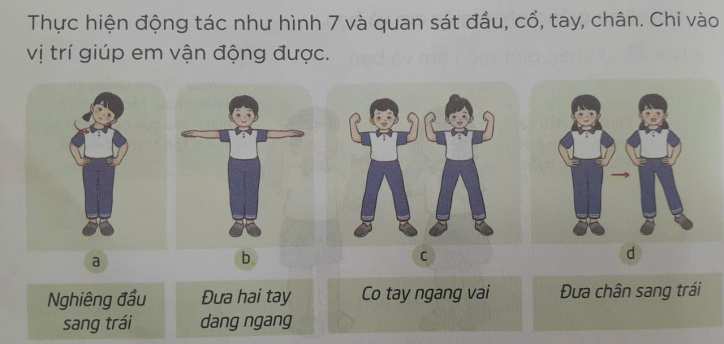 Thực hiện động tác như hình 7 và quan sát đầu, cổ, tay, chân. Chỉ vào
vị trí giúp em vận động được.
a
b
c
d
Nghiêng đầu
sang trái
Đưa hai tay
dang ngang
Co tay ngang vai
Đưa chân sang trái